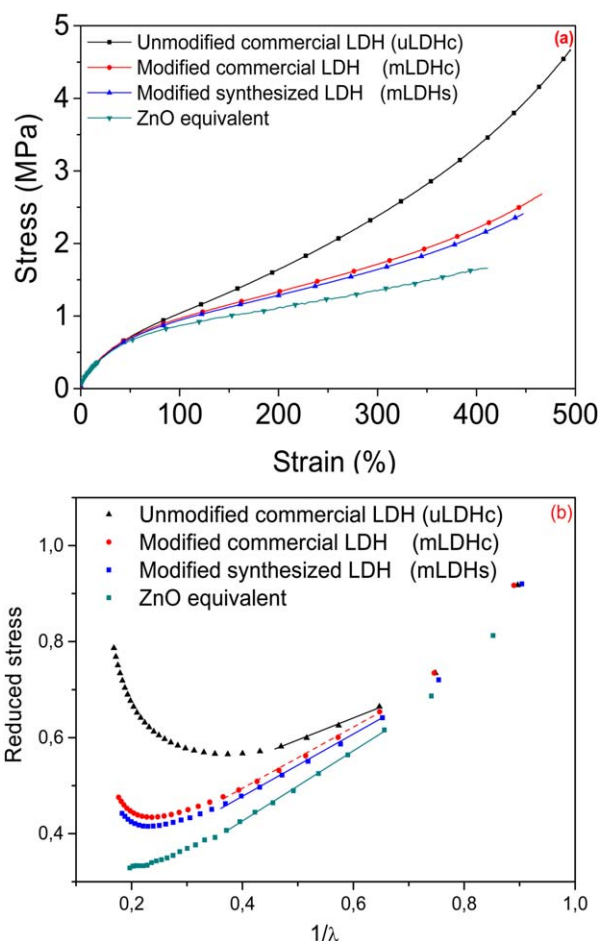 (a)
Unmodified commercial LDH (uLDHc)
Modified commercial LDH (mLDHc)
Modified synthesized LDH (mLDHs)
ZnO equivalent
5
4
3
2
1
0
Stress (MPa)
0 100 200 300 400 500
Strain (%)
(b)
Unmodified commercial LDH (uLDHc)
Modified commercial LDH (mLDHc)
Modified synthesized LDH (mLDHs)
ZnO equivalent
1,0
0,8
0,6
0,4
Reduced stress
0,2 0,4 0,6 0,8 1,0
1/λ